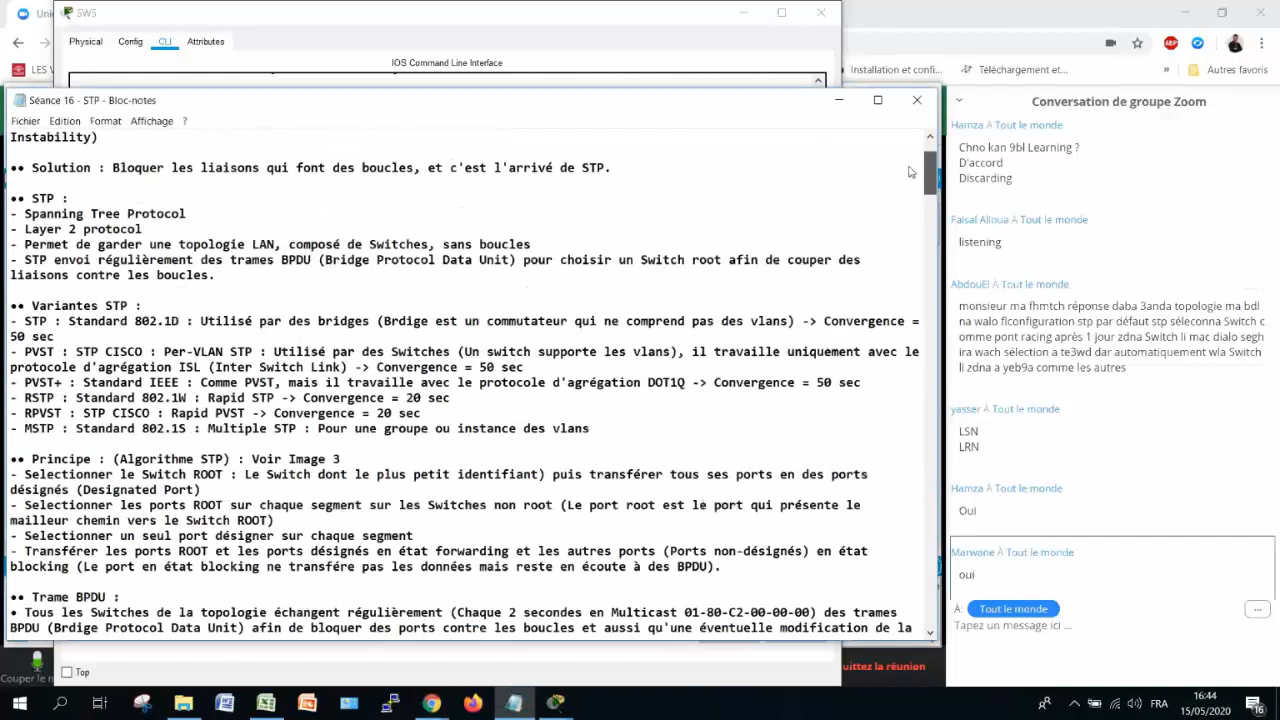 SW5
Physical Config CLI Attributes
IOS Command Line Interface
LES V
Installation et confi...
Téléchargement et...
»
Autres favoris
Séance 16 - STP - Bloc-notes
Fichier Edition Format Affichage ?
Instability)
•• Solution : Bloquer les liaisons qui font des boucles, et c'est l'arrivé de STP.
•• STP :
- Spanning Tree Protocol
- Layer 2 protocol
- Permet de garder une topologie LAN, composé de Switches, sans boucles
- STP envoi régulièrement des trames BPDU (Bridge Protocol Data Unit) pour choisir un Switch root afin de couper des
liaisons contre les boucles.
•• Variantes STP :
- STP : Standard 802.1D : Utilisé par des bridges (Brdige est un commutateur qui ne comprend pas des vlans) -> Convergence =
50 sec
- PVST : STP CISCO : Per-VLAN STP : Utilisé par des Switches (Un switch supporte les vlans), il travaille uniquement avec le
protocole d'agrégation ISL (Inter Switch Link) -> Convergence = 50 sec
- PVST+ : Standard IEEE : Comme PVST, mais il travaille avec le protocole d'agrégation DOT1Q -> Convergence = 50 sec
- RSTP : Standard 802.1W : Rapid STP -> Convergence = 20 sec
- RPVST : STP CISCO : Rapid PVST -> Convergence = 20 sec
- MSTP : Standard 802.1S : Multiple STP : Pour une groupe ou instance des vlans
•• Principe : (Algorithme STP) : Voir Image 3
- Selectionner le Switch ROOT : Le Switch dont le plus petit identifiant) puis transférer tous ses ports en des ports
désignés (Designated Port)
- Selectionner les ports ROOT sur chaque segment sur les Switches non root (Le port root est le port qui présente le
mailleur chemin vers le Switch ROOT)
- Selectionner un seul port désigner sur chaque segment
- Transférer les ports ROOT et les ports désignés en état forwarding et les autres ports (Ports non-désignés) en état
blocking (Le port en état blocking ne transfére pas les données mais reste en écoute à des BPDU).
•• Trame BPDU :
• Tous les Switches de la topologie échangent régulièrement (Chaque 2 secondes en Multicast 01-80-C2-00-00-00) des trames
BPDU (Brdige Protocol Data Unit) afin de bloquer des ports contre les boucles et aussi qu'une éventuelle modification de la
Conversation de groupe Zoom
Hamza À Tout le monde
Chno kan 9bl Learning ?
D'accord
Discarding
Faisal Alioua À Tout le monde
listening
AbdouEl À Tout le monde
monsieur ma fhmtch réponse daba 3anda topologie ma bdl
na walo flconfiguration stp par défaut stp séleconna Switch c
omme pont racing après 1 jour zdna Switch li mac dialo segh
ira wach sélection a te3wd dar automatiquement wla Switch
li zdna a yeb9a comme les autres
yasser À Tout le monde
LSN
LRN
Hamza À Tout le monde
Oui
Marwane À Tout le monde
oui
À: Tout le monde ...
Tapez un message ici ...
uittez la réunion
Couper le
Top
FRA
16:44
15/05/2020
16